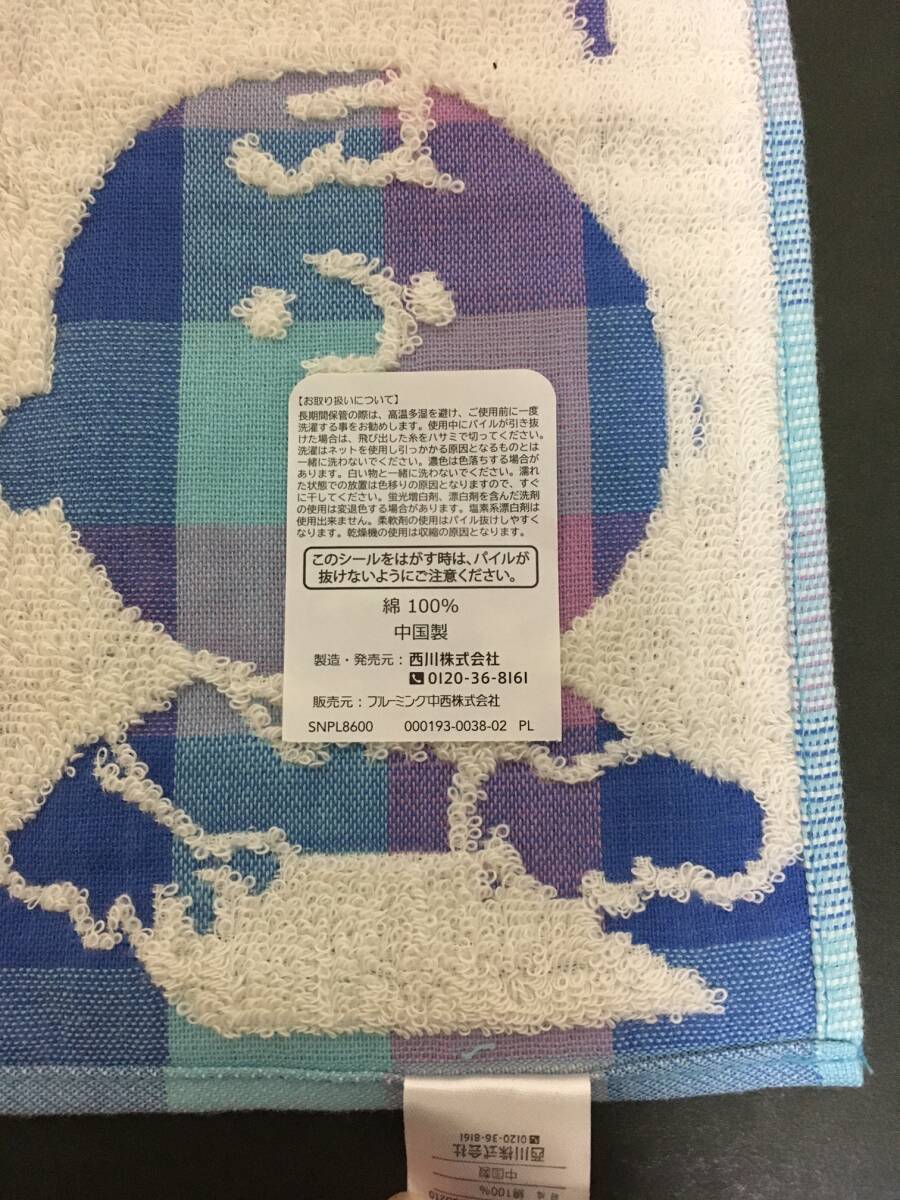 【お取り扱いについて】
長期間保管の際は、高温多湿を避け、ご使用前に一度
洗濯する事をお勧めします。使用中にパイルが引き抜
けた場合は、飛び出した糸をハサミで切ってください。
洗濯はネットを使用し引っかかる原因となるものとは
一緒に洗わないでください。濃色は色落ちする場合が
あります。白い物と一緒に洗わないでください。濡れ
た状態での放置は色移りの原因となりますので、すぐ
に干してください。蛍光増白剤、漂白剤を含んだ洗剤
の使用は変退色する場合があります。塩素系漂白剤は
使用出来ません。柔軟剤の使用はパイル抜けしやすく
なります。乾燥機の使用は収縮の原因となります。
このシールをはがす時は、パイルが
抜けないようにご注意ください。
綿 100%
中国製
製造・発売元：西川株式会社
0120-36-8161
販売元：ブルーミング中西株式会社
SNPL8600 000193-0038-02 PL
綿100%
中国製
西川株式会社
0120-36-8161